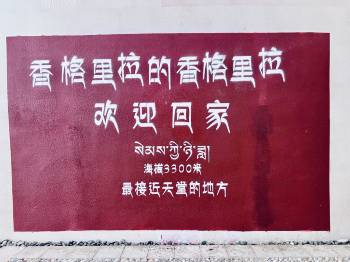 香格里拉的香格里拉
欢迎回家
སེམས་ཀྱི་ཉི་ཟླ།
海拔3300米
最接近天堂的地方